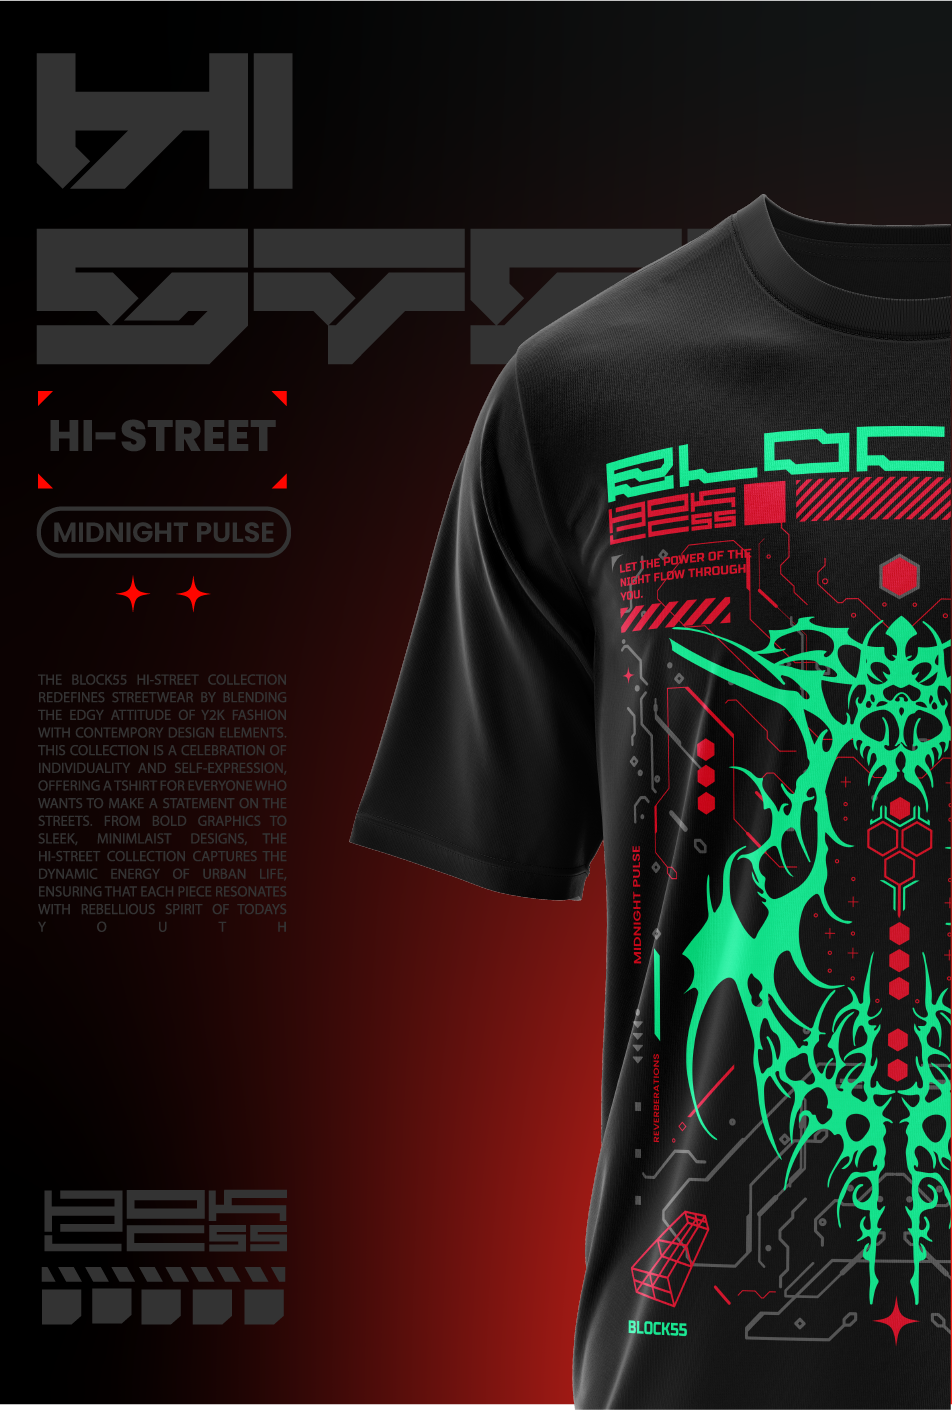 HI
STR
HI-STREET
MIDNIGHT PULSE
THE BLOCK55 HI-STREET COLLECTION
REDEFINES STREETWEAR BY BLENDING
THE EDGY ATTITUDE OF Y2K FASHION
WITH CONTEMPORY DESIGN ELEMENTS.
THIS COLLECTION IS A CELEBRATION OF
INDIVIDUALITY AND SELF-EXPRESSION,
OFFERING A TSHIRT FOR EVERYONE WHO
WANTS TO MAKE A STATEMENT ON THE
STREETS. FROM BOLD GRAPHICS TO
SLEEK, MINIMLAIST DESIGNS, THE
HI-STREET COLLECTION CAPTURES THE
DYNAMIC ENERGY OF URBAN LIFE,
ENSURING THAT EACH PIECE RESONATES
WITH REBELLIOUS SPIRIT OF TODAYS
Y O U T H
BLOC
LET THE POWER OF THE
NIGHT FLOW THROUGH
YOU.
MIDNIGHT PULSE
REVERBERATIONS
BLOCK55